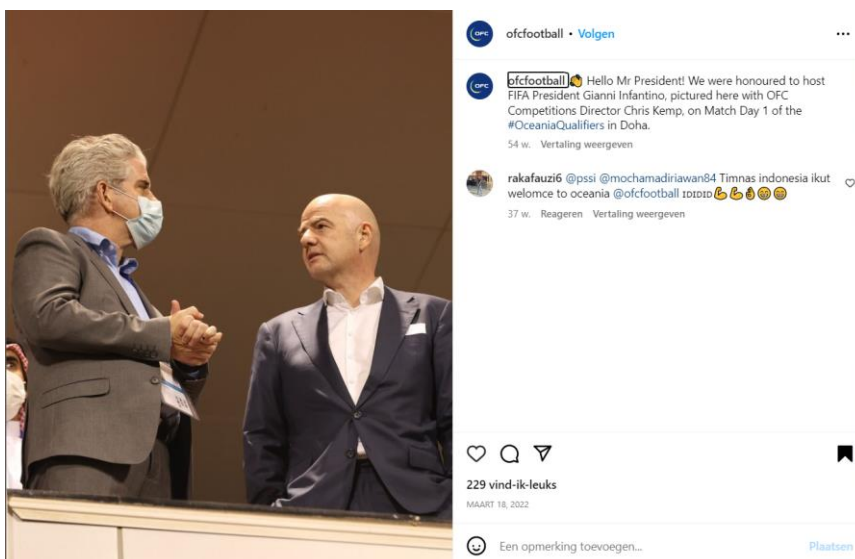 ofcfootball • Volgen
ofcfootball 👏 Hello Mr President! We were honoured to host
FIFA President Gianni Infantino, pictured here with OFC
Competitions Director Chris Kemp, on Match Day 1 of the
#OceaniaQualifiers in Doha.
54 w. Vertaling weergeven
rakafauzi6 @pssi @mochamadiriawan84 Timnas indonesia ikut
welomce to oceania @ofcfootball ɪᴅɪᴅɪᴅ💪💪👌😁😁
37 w. Reageren Vertaling weergeven
229 vind-ik-leuks
MAART 18, 2022
Een opmerking toevoegen... Plaatsen
OFC
OFC